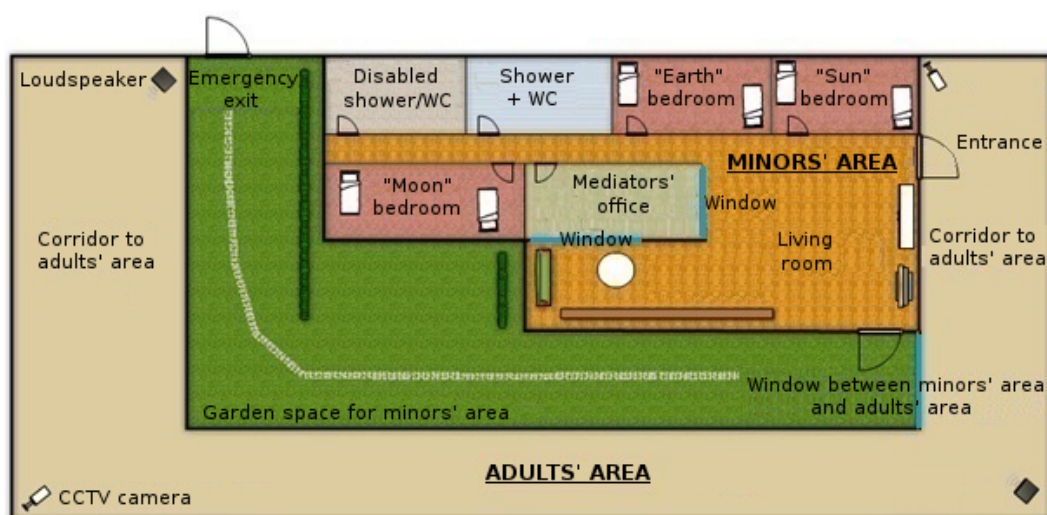 Loudspeaker
Emergency
exit
Disabled
shower/WC
Shower
+ WC
"Earth"
bedroom
"Sun"
bedroom
Entrance
MINORS' AREA
"Moon"
bedroom
Mediators'
office
Window
Window
Living
room
Corridor to
adults' area
Corridor to
adults' area
Window between minors' area
and adults' area
Garden space for minors' area
ADULTS' AREA
CCTV camera